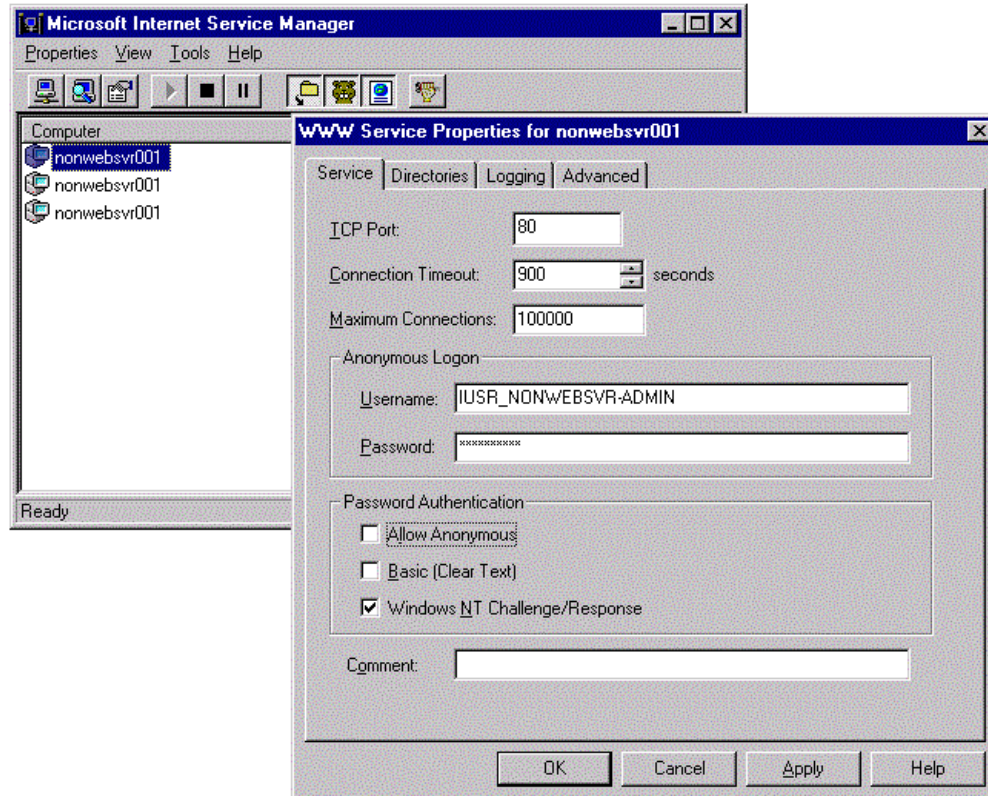 Microsoft Internet Service Manager
Properties View Tools Help
Computer
nonwebsvr001
nonwebsvr001
nonwebsvr001
Ready
WWW Service Properties for nonwebsvr001
Service Directories Logging Advanced
TCP Port: 80
Connection Timeout: 900 seconds
Maximum Connections: 100000
Anonymous Logon
Username: IUSR_NONWEBSVR-ADMIN
Password: **********
Password Authentication
Allow Anonymous
Basic (Clear Text)
Windows NT Challenge/Response
Comment:
OK Cancel Apply Help